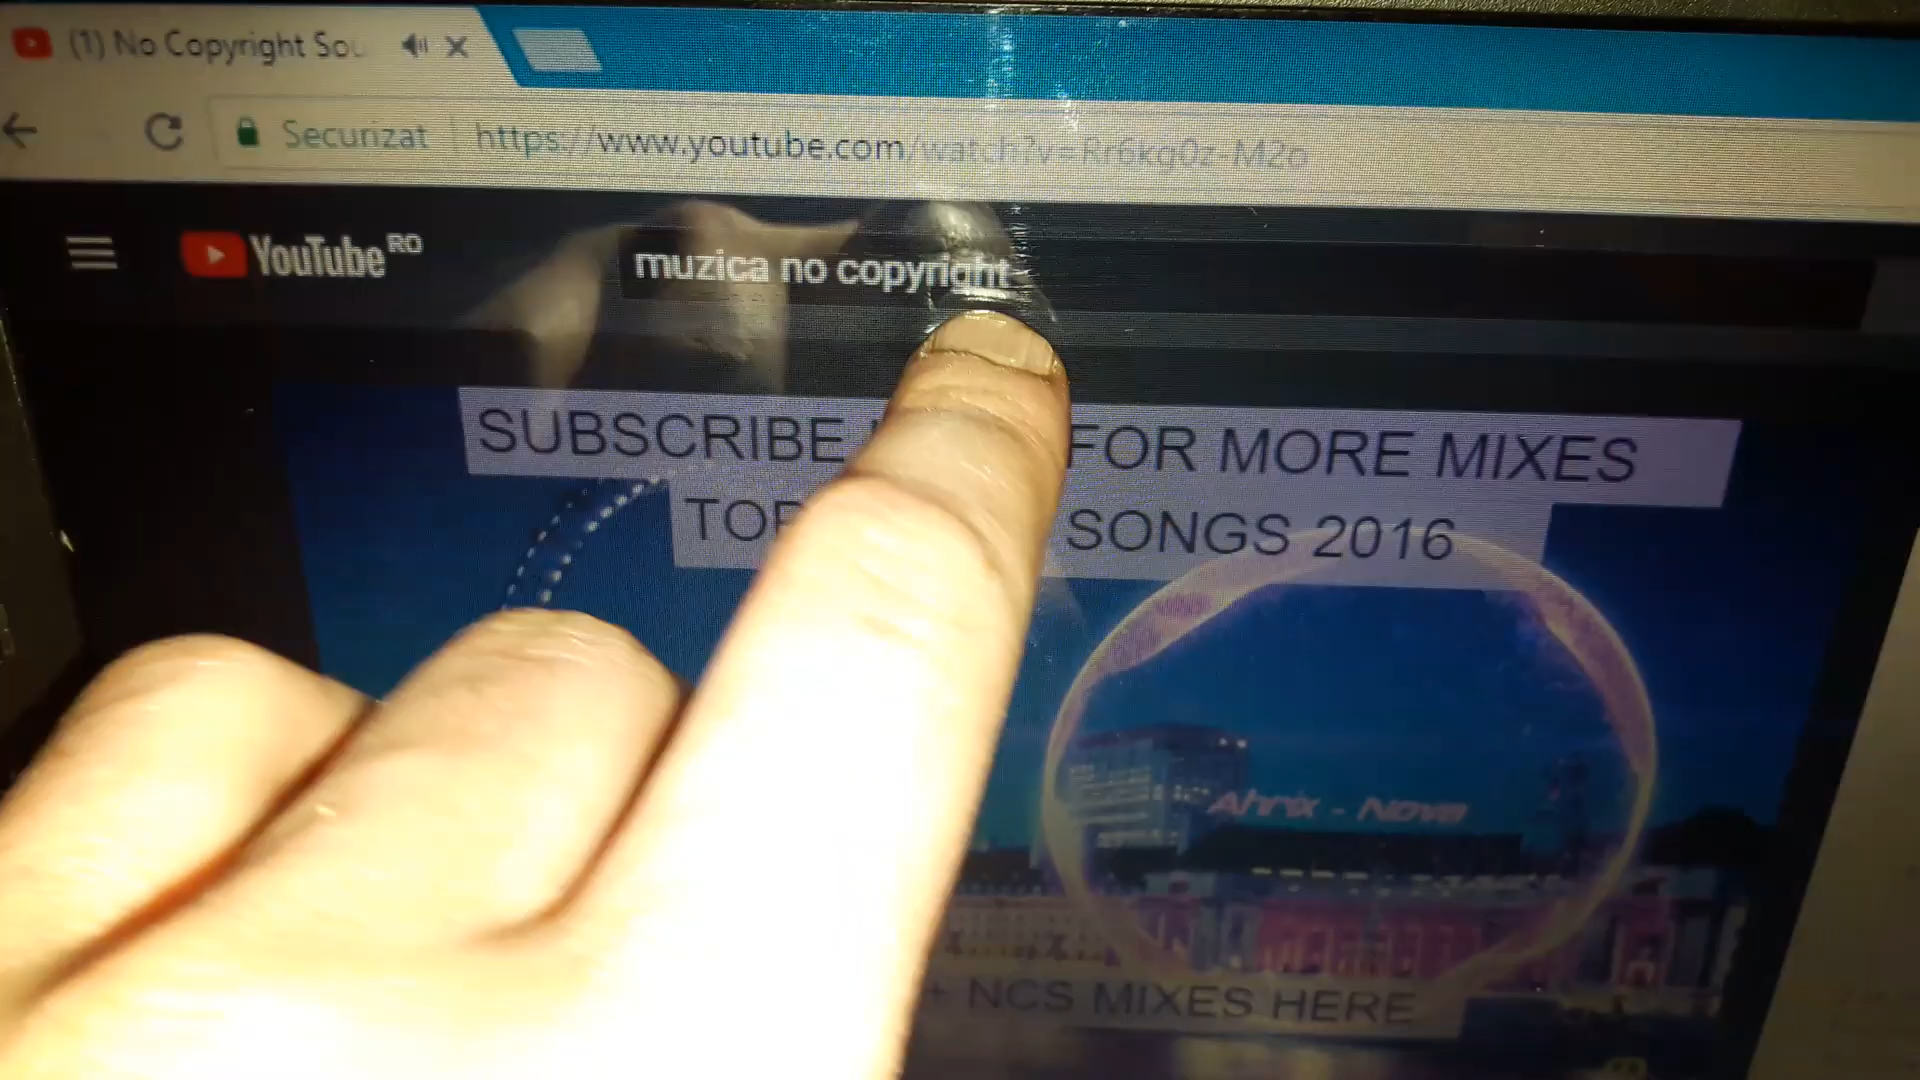 (1) No Copyright Sou
Securizat https://www.youtube.com/watch?v=Rr6kq0z-M2o
YouTube RO
muzica no copyright
SUBSCRIBE FOR MORE MIXES
TOP SONGS 2016
Ahrix - Nova
+ NCS MIXES HERE